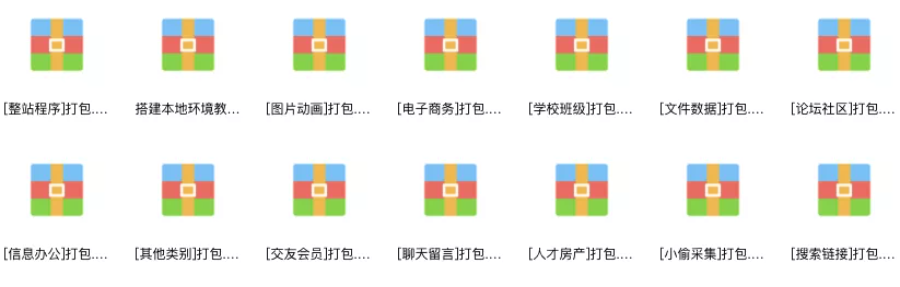 [整站程序]打包....
搭建本地环境教...
[图片动画]打包....
[电子商务]打包....
[学校班级]打包....
[文件数据]打包....
[论坛社区]打包....
[信息办公]打包....
[其他类别]打包....
[交友会员]打包....
[聊天留言]打包....
[人才房产]打包....
[小偷采集]打包....
[搜索链接]打包....